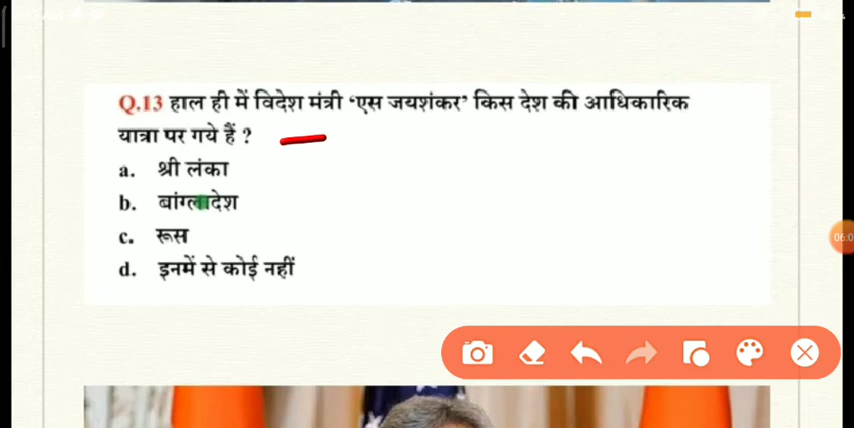 Q.13 हाल ही में विदेश मंत्री ‘एस जयशंकर’ किस देश की आधिकारिक
यात्रा पर गये हैं ?
a. श्री लंका
b. बांग्लादेश
c. रूस
d. इनमें से कोई नहीं